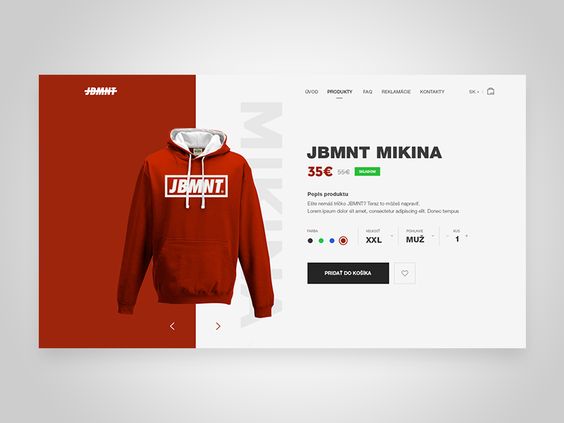 JBMNT
ÚVOD PRODUKTY FAQ REKLAMÁCIE KONTAKTY SK
MIKINA
JBMNT.
JBMNT MIKINA
35€ 55€ SKLADOM
Popis produktu
Ešte nemáš tričko JBMNT? Teraz to môžeš napraviť.
Lorem ipsum dolor sit amet, consectetur adipiscing elit. Donec tempus
FARBA VEĽKOSŤ POHLAVIE KUS
XXL MUŽ - 1 +
PRIDAŤ DO KOŠÍKA